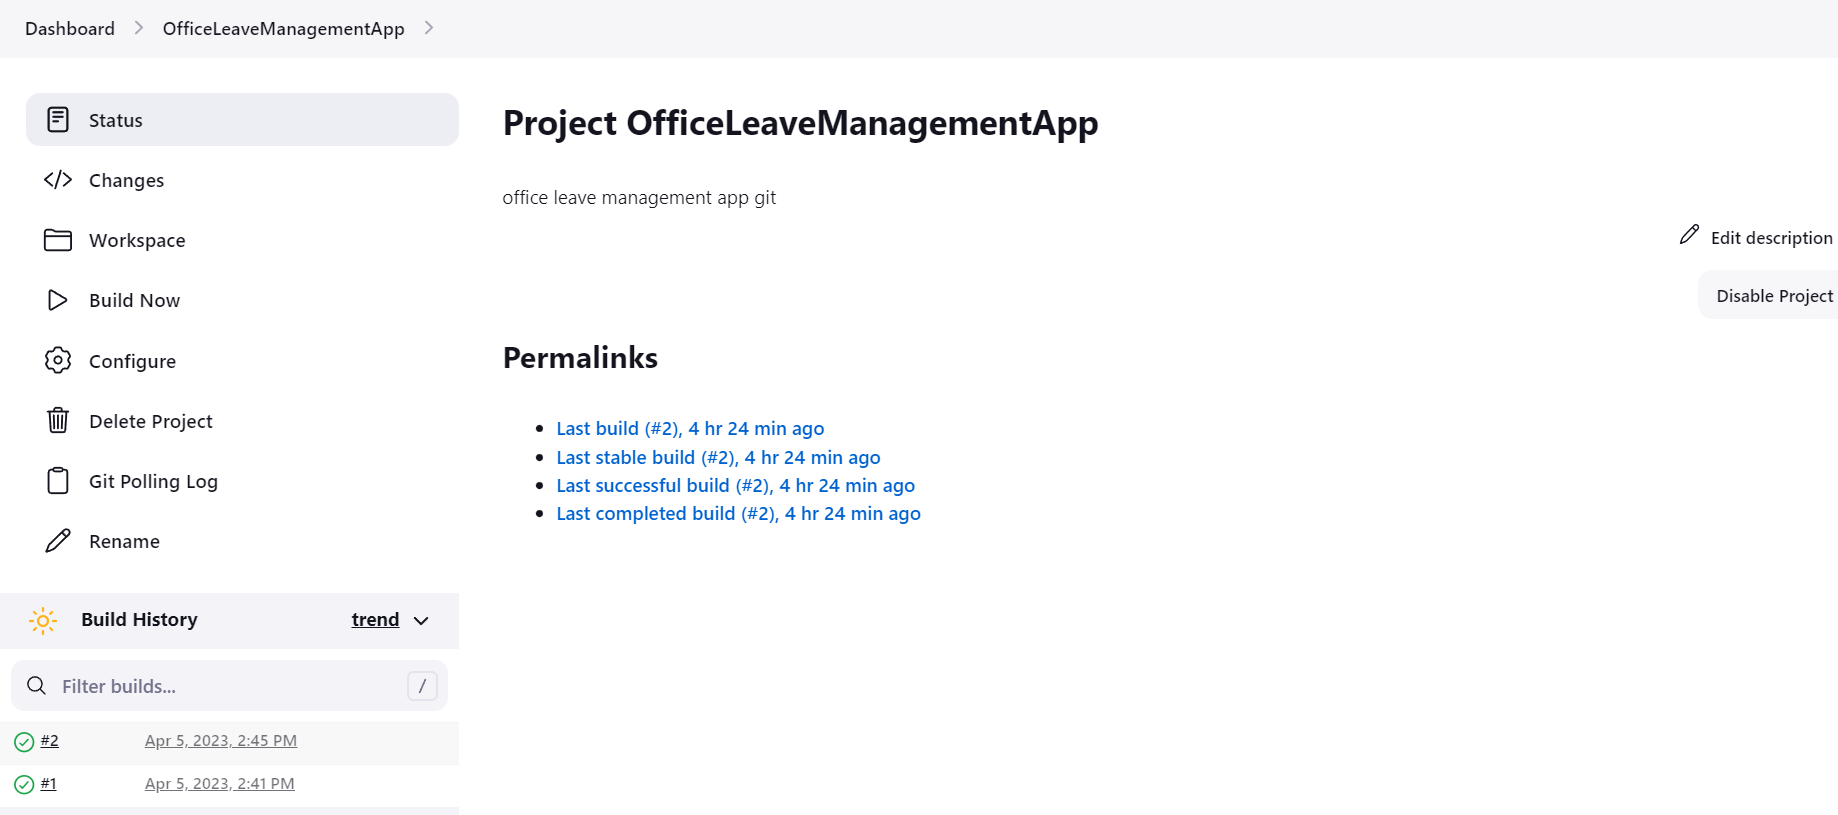 Dashboard OfficeLeaveManagementApp
Status
Changes
Workspace
Build Now
Configure
Delete Project
Git Polling Log
Rename
Build History trend
Filter builds... /
#2 Apr 5, 2023, 2:45 PM
#1 Apr 5, 2023, 2:41 PM
Project OfficeLeaveManagementApp
office leave management app git
Edit description
Disable Project
Permalinks
Last build (#2), 4 hr 24 min ago
Last stable build (#2), 4 hr 24 min ago
Last successful build (#2), 4 hr 24 min ago
Last completed build (#2), 4 hr 24 min ago